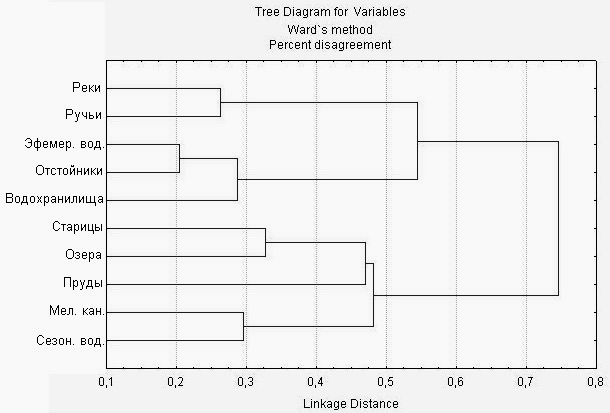 Tree Diagram for Variables
Ward`s method
Percent disagreement
Реки
Ручьи
Эфемер. вод.
Отстойники
Водохранилища
Старицы
Озера
Пруды
Мел. кан.
Сезон. вод.
0,1 0,2 0,3 0,4 0,5 0,6 0,7 0,8
Linkage Distance